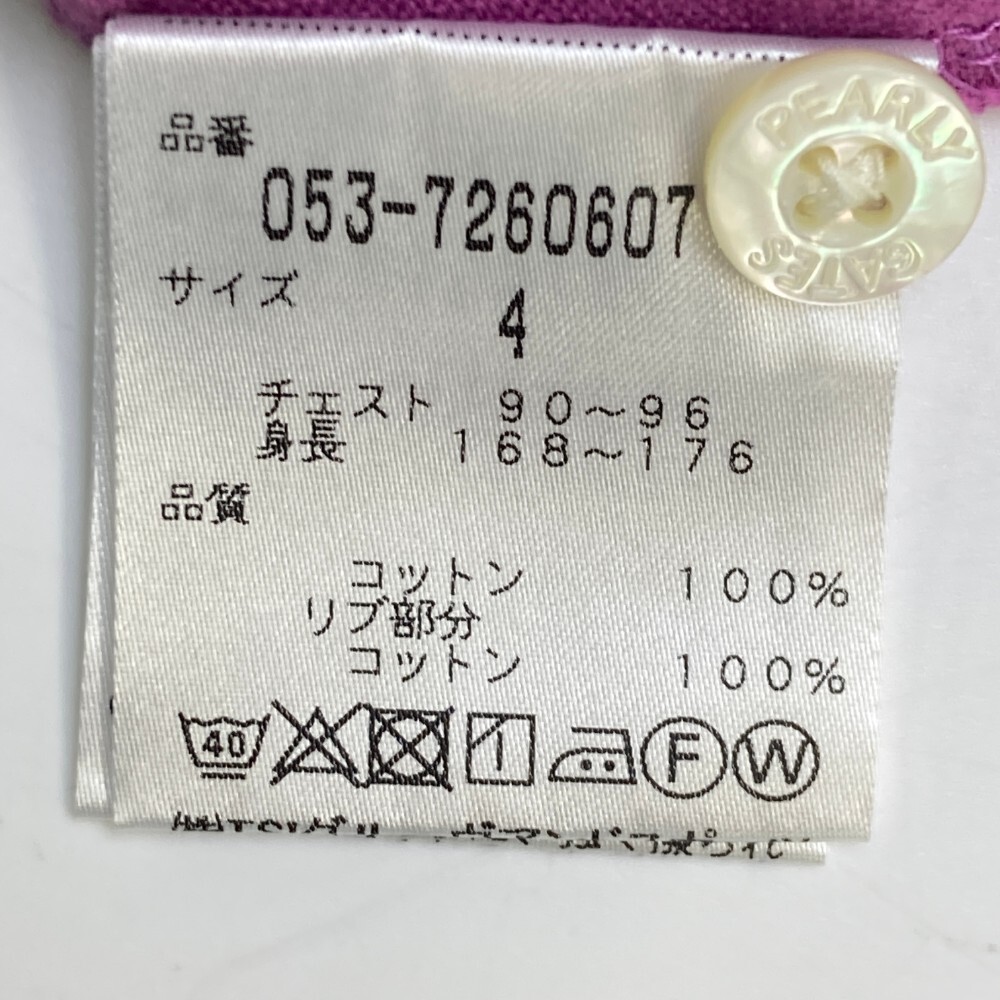 品番
053-7260607
PEARLY
GATES
サイズ
4
チェスト 90～96
身長 168～176
品質
コットン 100%
リブ部分
コットン 100%
40 1 F W